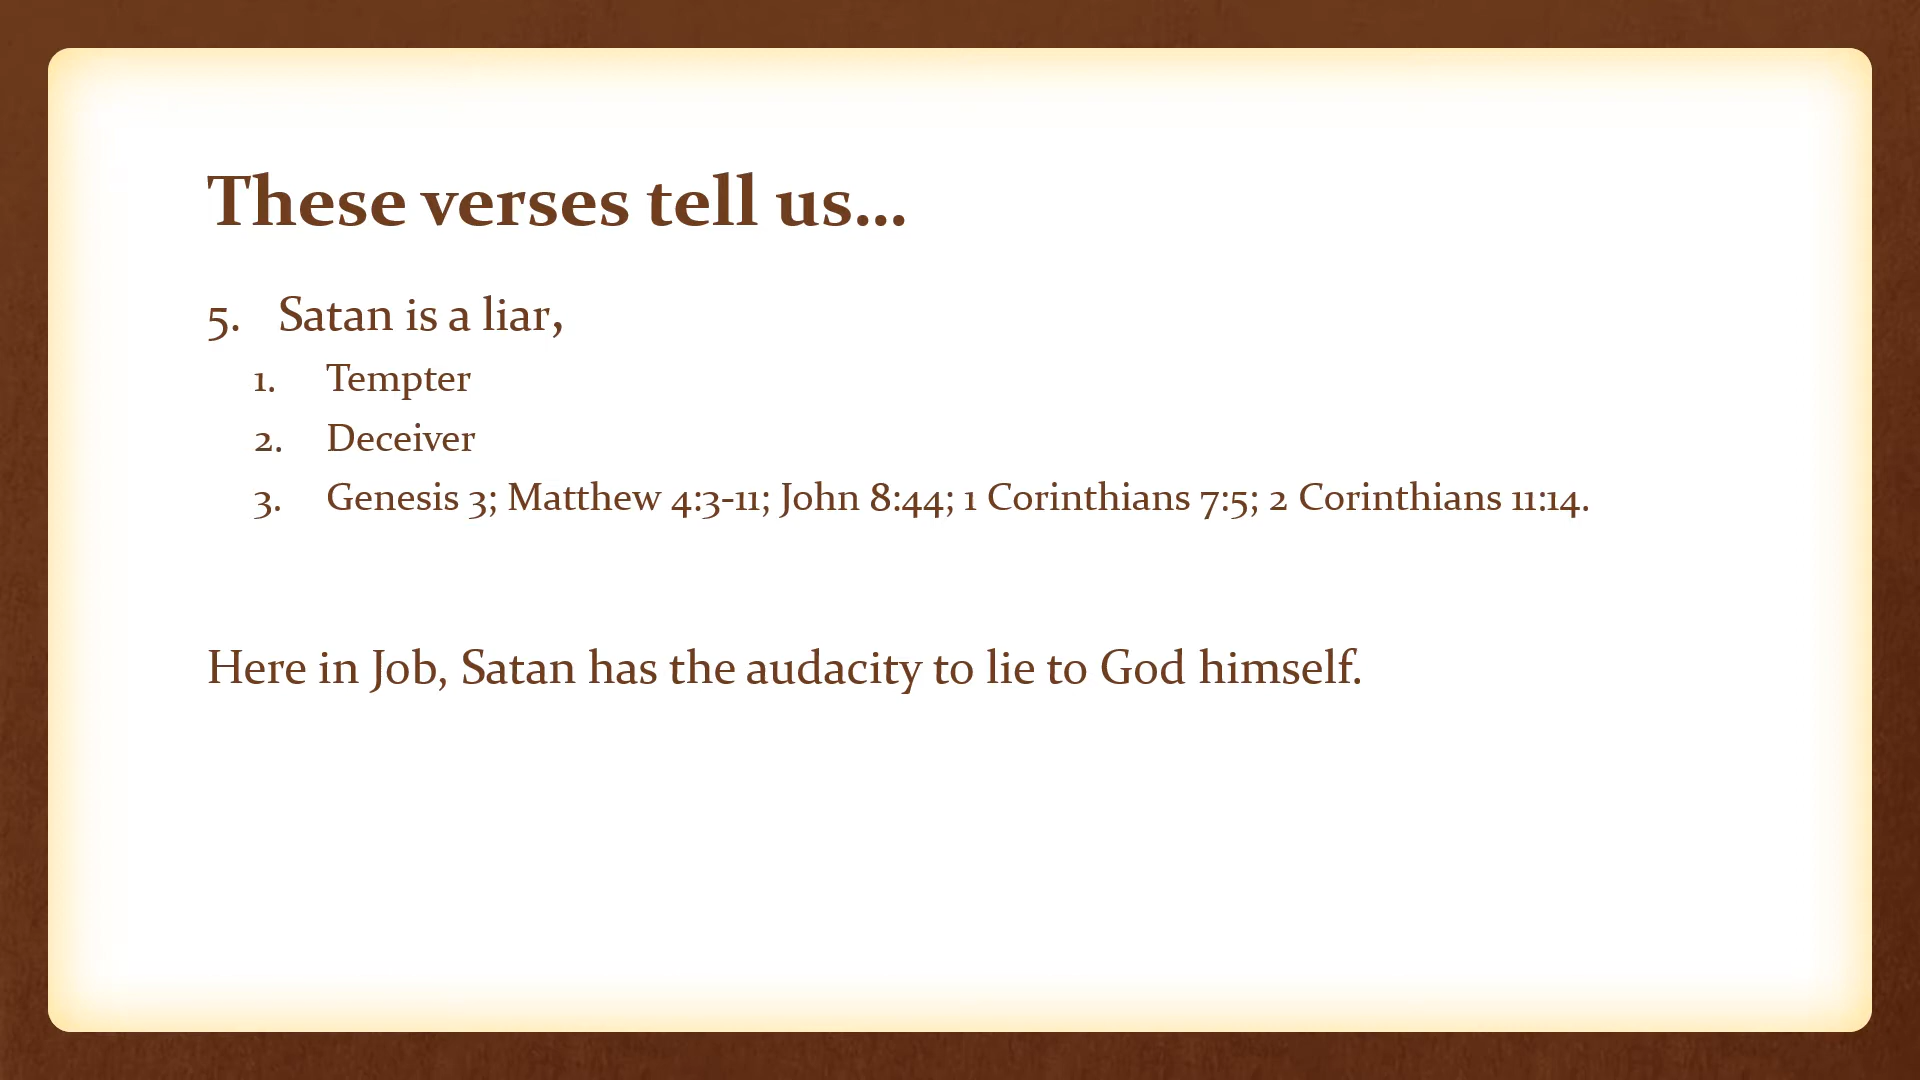 These verses tell us...
5. Satan is a liar,
1. Tempter
2. Deceiver
3. Genesis 3; Matthew 4:3-11; John 8:44; 1 Corinthians 7:5; 2 Corinthians 11:14.
Here in Job, Satan has the audacity to lie to God himself.